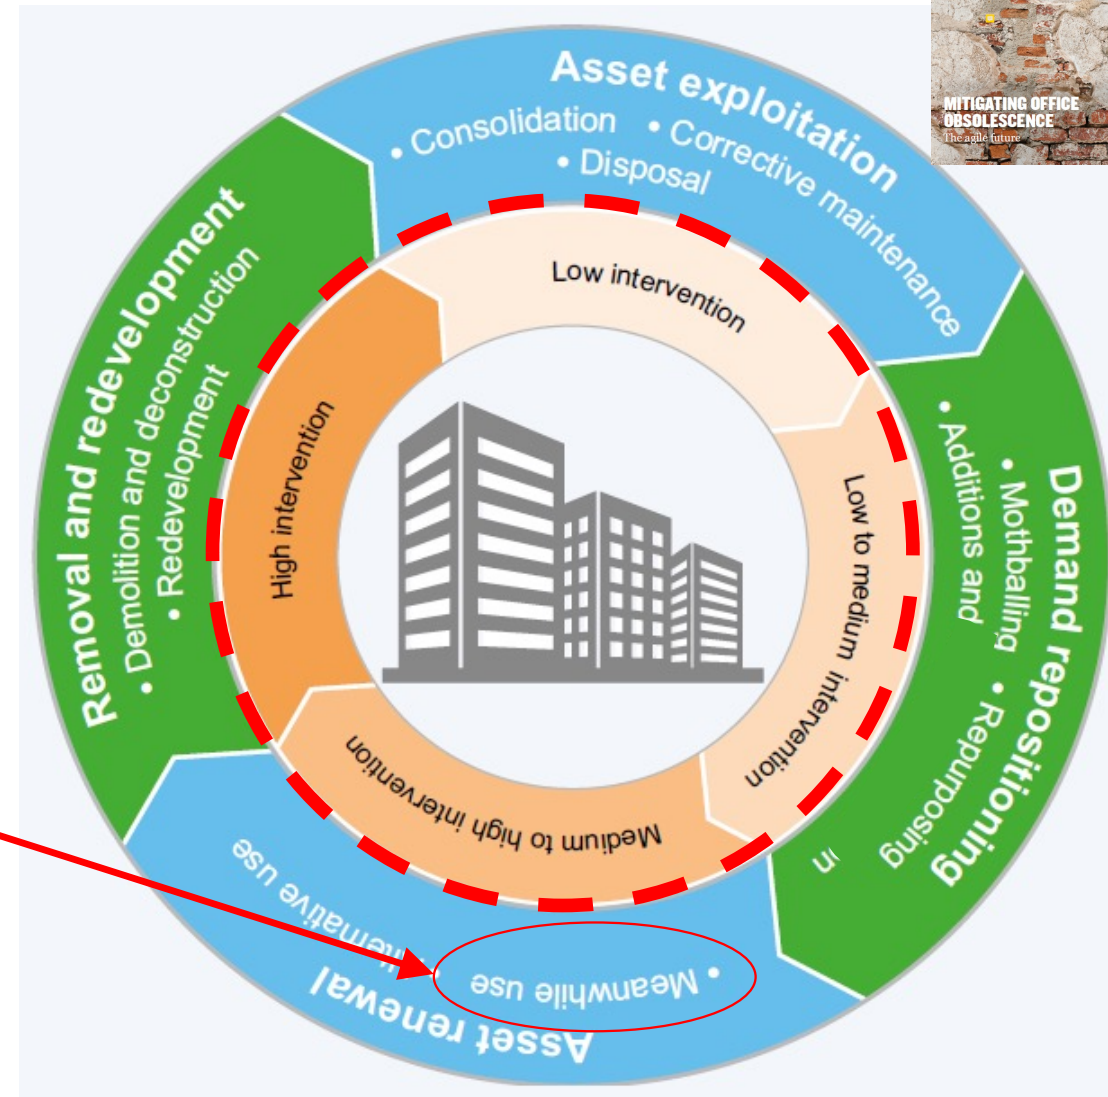 MITIGATING OFFICE
OBSOLESCENCE
The agile future
Asset exploitation
• Consolidation
• Corrective maintenance
• Disposal
Low intervention
Demand repositioning
• Mothballing
• Repurposing
• Additions and
in
Low to medium intervention
Asset renewal
• Meanwhile use
• Alternative use
Medium to high intervention
Removal and redevelopment
• Demolition and deconstruction
• Redevelopment
High intervention